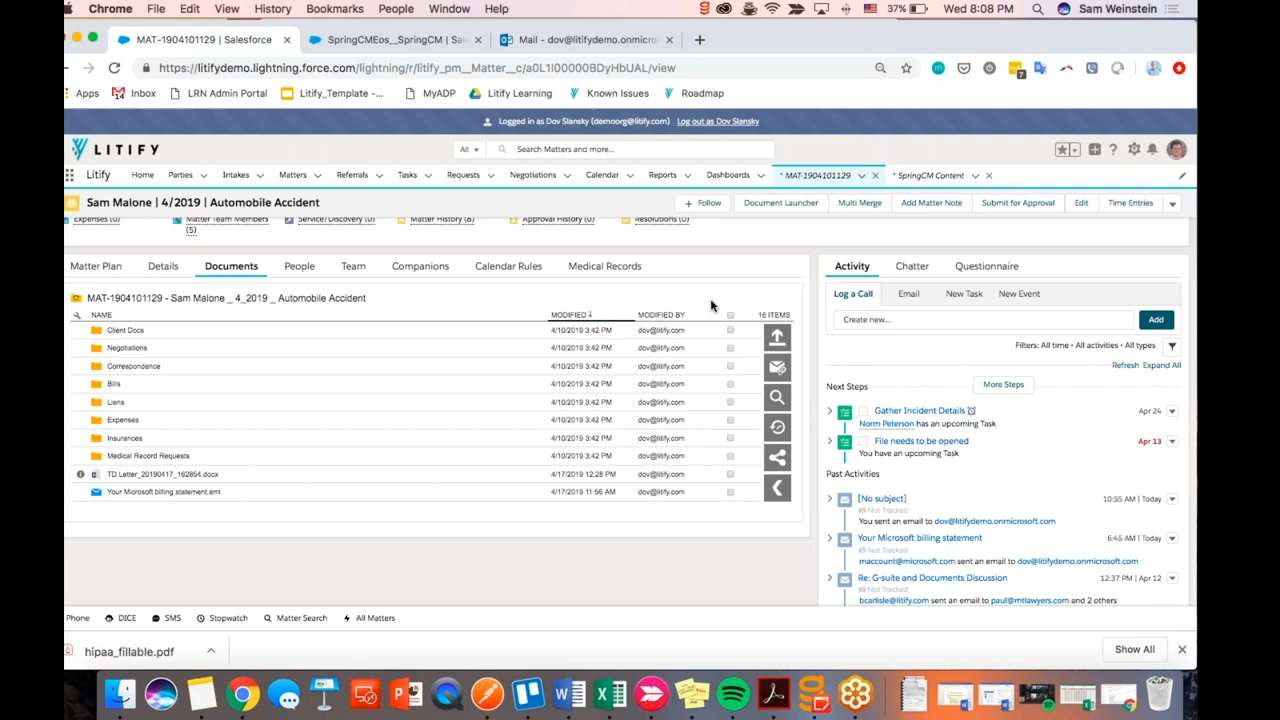 Chrome File Edit View History Bookmarks People Window Help 37% Wed 8:08 PM Sam Weinstein
MAT-1904101129 | Salesforce SpringCMEos__SpringCM | Sal Mail - dov@litifydemo.onmicros
https://litifydemo.lightning.force.com/lightning/r/litify_pm__Matter__c/a0L1I00000BDyHbUAL/view
Apps 14 Inbox LRN Admin Portal Litify_Template -... MyADP Litify Learning Known Issues Roadmap
Logged in as Dov Slansky (demoorg@litify.com) Log out as Dov Slansky
LITIFY All Search Matters and more...
Litify Home Parties Intakes Matters Referrals Tasks Requests Negotiations Calendar Reports Dashboards * MAT-1904101129 * SpringCM Content
Sam Malone | 4/2019 | Automobile Accident + Follow Document Launcher Multi Merge Add Matter Note Submit for Approval Edit Time Entries
Expenses (0) Matter Team Members (5) Service/Discovery (0) Matter History (8) Approval History (0) Resolutions (0)
Matter Plan Details Documents People Team Companions Calendar Rules Medical Records
MAT-1904101129 - Sam Malone _ 4_2019 _ Automobile Accident
NAME MODIFIED MODIFIED BY 16 ITEMS
Client Docs 4/10/2019 3:42 PM dov@litify.com
Negotiations 4/10/2019 3:42 PM dov@litify.com
Correspondence 4/10/2019 3:42 PM dov@litify.com
Bills 4/10/2019 3:42 PM dov@litify.com
Liens 4/10/2019 3:42 PM dov@litify.com
Expenses 4/10/2019 3:42 PM dov@litify.com
Insurances 4/10/2019 3:42 PM dov@litify.com
Medical Record Requests 4/10/2019 3:42 PM dov@litify.com
TD Letter_20190417_162854.docx 4/17/2019 12:28 PM dov@litify.com
Your Microsoft billing statement.eml 4/17/2019 11:56 AM dov@litify.com
Activity Chatter Questionnaire
Log a Call Email New Task New Event
Create new... Add
Filters: All time • All activities • All types
Refresh Expand All
Next Steps More Steps
Gather Incident Details Apr 24
Norm Peterson has an upcoming Task
File needs to be opened Apr 13
You have an upcoming Task
Past Activities
[No subject] 10:55 AM | Today
Not Tracked
You sent an email to dov@litifydemo.onmicrosoft.com
Your Microsoft billing statement 6:45 AM | Today
Not Tracked
maccount@microsoft.com sent an email to dov@litifydemo.onmicrosoft.com
Re: G-suite and Documents Discussion 12:37 PM | Apr 12
Not Tracked
bcarlisle@litify.com sent an email to paul@mtlawyers.com and 2 others
Phone DICE SMS Stopwatch Matter Search All Matters
hipaa_fillable.pdf Show All